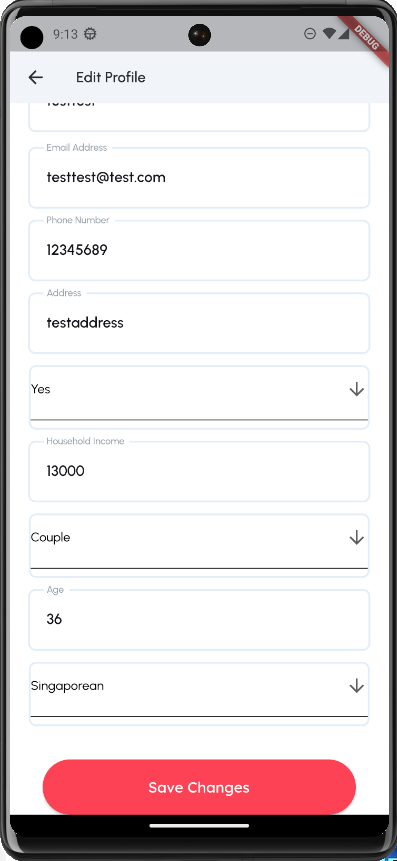 9:13
DEBUG
Edit Profile
Email Address
testtest@test.com
Phone Number
12345689
Address
testaddress
Yes
Household Income
13000
Couple
Age
36
Singaporean
Save Changes